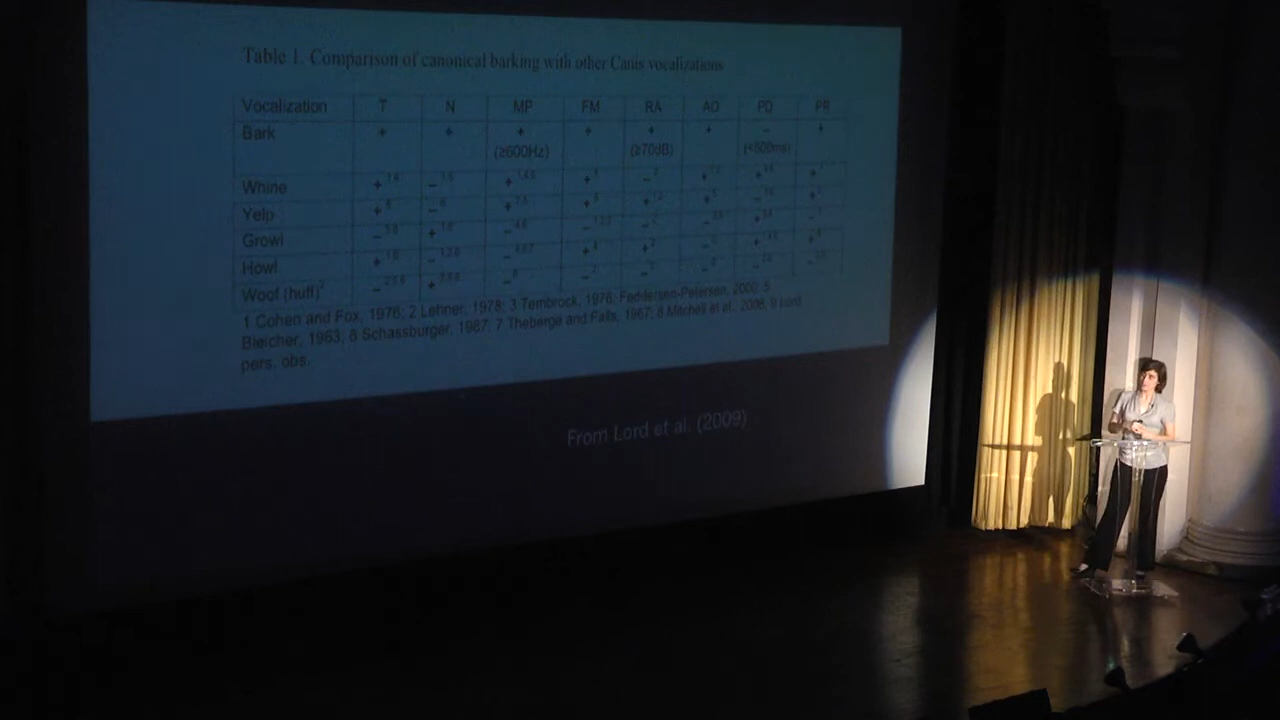 Table 1. Comparison of canonical barking with other Canis vocalizations
Vocalization T N MP FM RA AO PD PR
Bark + + + + + + - +
(≥600Hz) (≥70dB) (<500ms)
Whine + - + + - + + +
Yelp + - + + + + - +
Growl - + - - - - + -
Howl + - - + + - + +
Woof (huff) - + - - - - - -
1 Cohen and Fox, 1976; 2 Lehner, 1978; 3 Tembrock, 1976; Feddersen-Petersen, 2000; 5
Bleicher, 1963; 6 Schassburger, 1987; 7 Theberge and Falls, 1967; 8 Mitchell et al., 2006, 9 Lord
pers. obs.
From Lord et al. (2009)